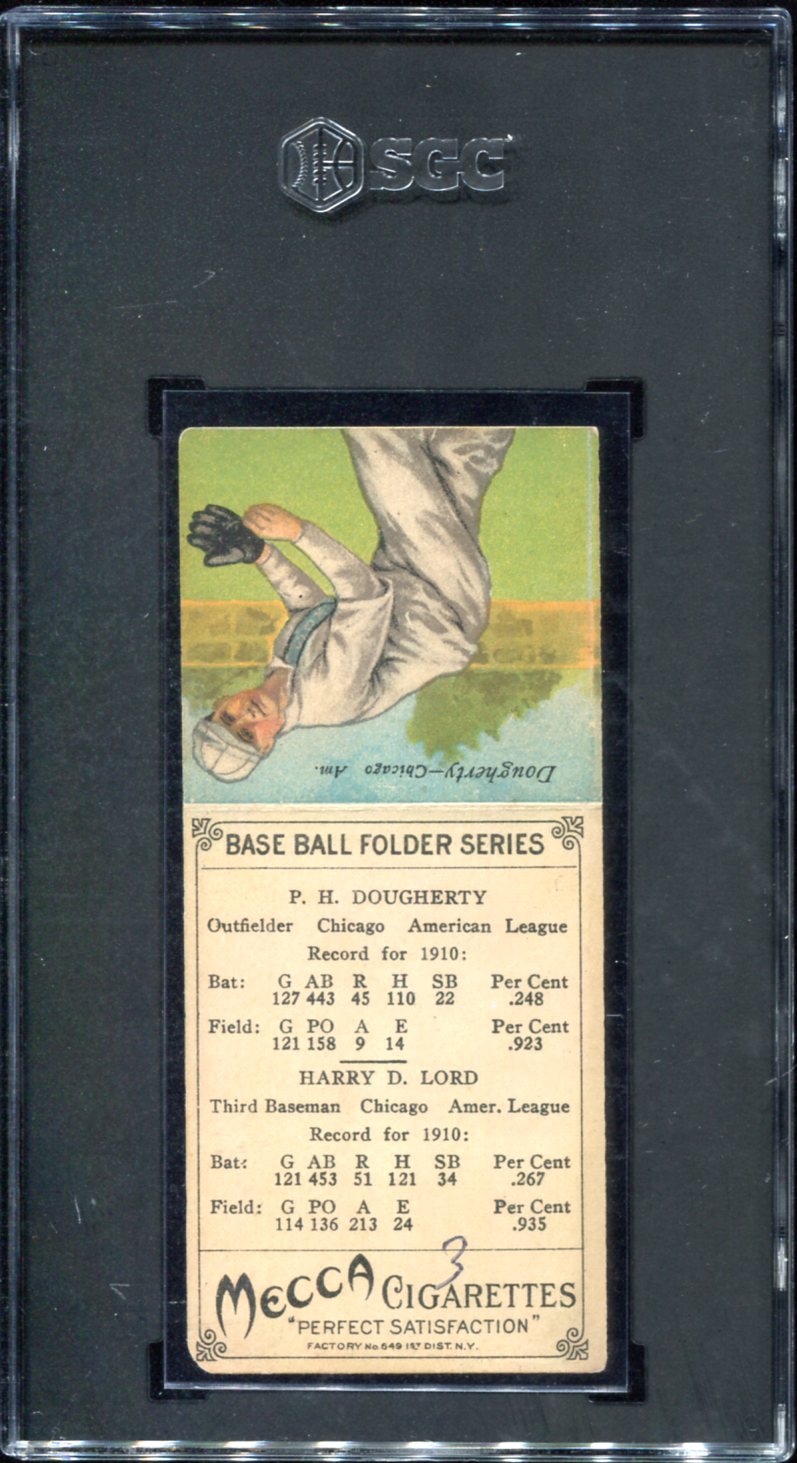 SGC
Dougherty—Chicago Am.
BASE BALL FOLDER SERIES
P. H. DOUGHERTY
Outfielder Chicago American League
Record for 1910:
Bat: G AB R H SB Per Cent
127 443 45 110 22 .248
Field: G PO A E Per Cent
121 158 9 14 .923
HARRY D. LORD
Third Baseman Chicago Amer. League
Record for 1910:
Bat: G AB R H SB Per Cent
121 453 51 121 34 .267
Field: G PO A E Per Cent
114 136 213 24 .935
3
MECCA CIGARETTES
"PERFECT SATISFACTION"
FACTORY No. 649 1ST DIST. N.Y.